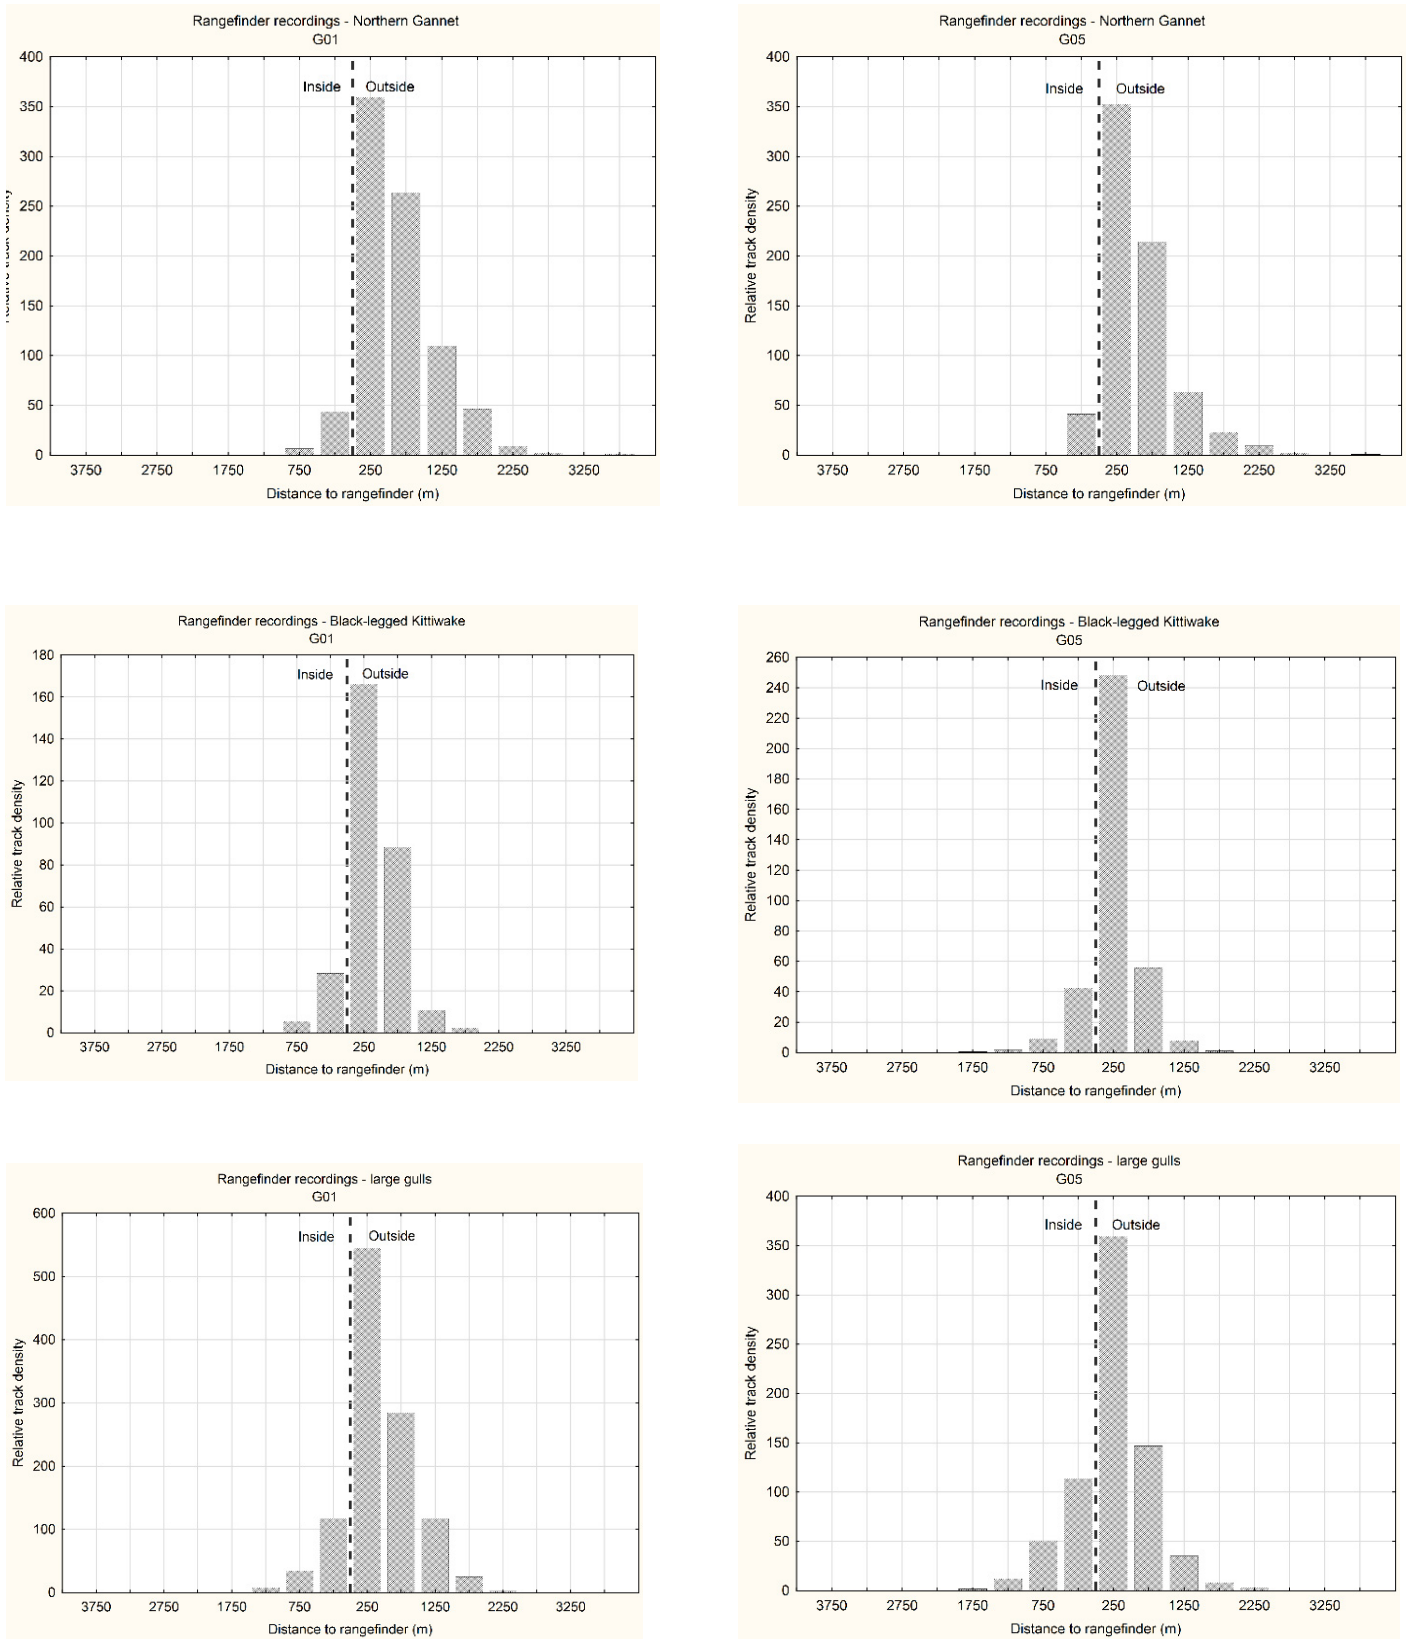 Rangefinder recordings - Northern Gannet
G01
400
350
300
250
200
150
100
50
0
Inside Outside
Relative track density
3750 2750 1750 750 250 1250 2250 3250
Distance to rangefinder (m)
Rangefinder recordings - Northern Gannet
G05
400
350
300
250
200
150
100
50
0
Inside Outside
Relative track density
3750 2750 1750 750 250 1250 2250 3250
Distance to rangefinder (m)
Rangefinder recordings - Black-legged Kittiwake
G01
180
160
140
120
100
80
60
40
20
0
Inside Outside
Relative track density
3750 2750 1750 750 250 1250 2250 3250
Distance to rangefinder (m)
Rangefinder recordings - Black-legged Kittiwake
G05
260
240
220
200
180
160
140
120
100
80
60
40
20
0
Inside Outside
Relative track density
3750 2750 1750 750 250 1250 2250 3250
Distance to rangefinder (m)
Rangefinder recordings - large gulls
G01
600
500
400
300
200
100
0
Inside Outside
Relative track density
3750 2750 1750 750 250 1250 2250 3250
Distance to rangefinder (m)
Rangefinder recordings - large gulls
G05
400
350
300
250
200
150
100
50
0
Inside Outside
Relative track density
3750 2750 1750 750 250 1250 2250 3250
Distance to rangefinder (m)